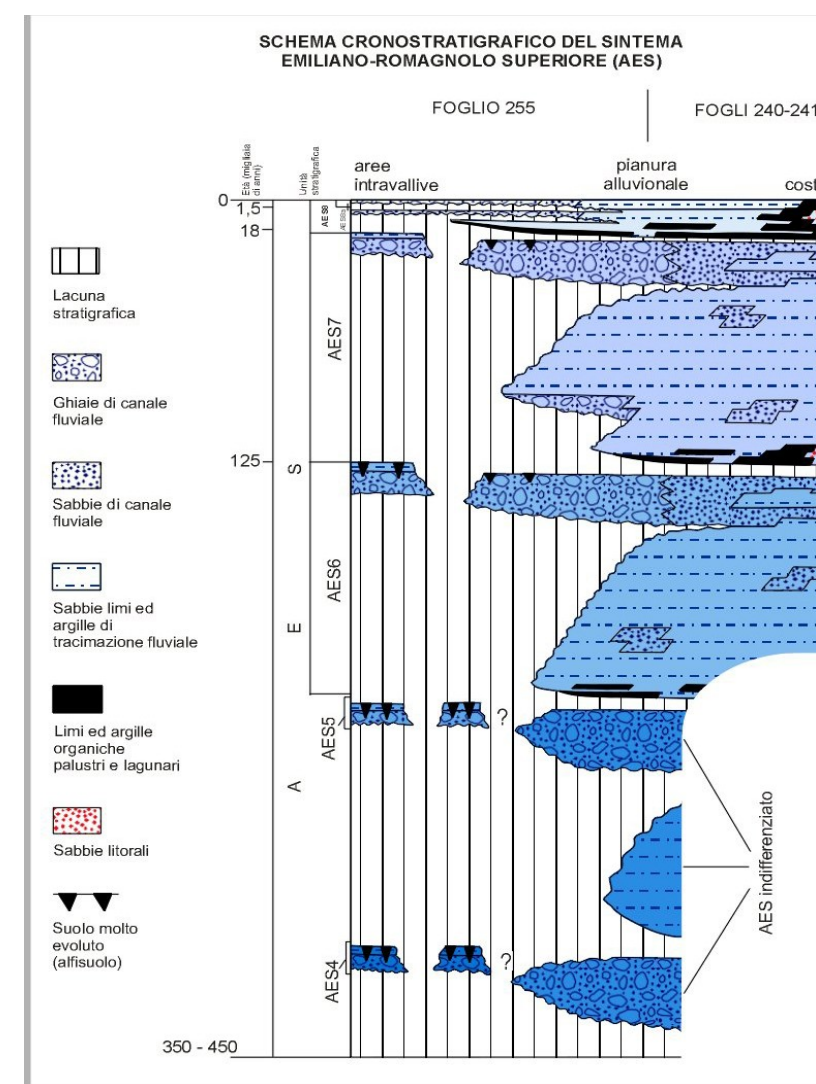 SCHEMA CRONOSTRATIGRAFICO DEL SINTEMA
EMILIANO-ROMAGNOLO SUPERIORE (AES)
FOGLIO 255
FOGLI 240-241
Età (migliaia
di anni)
Unità
stratigrafica
aree
intravallive
pianura
alluvionale
cost
0
1,5
18
125
350 - 450
AES8
AES7
AES6
AES5
AES4
S
E
A
?
?
AES indifferenziato
Lacuna
stratigrafica
Ghiaie di canale
fluviale
Sabbie di canale
fluviale
Sabbie limi ed
argille di
tracimazione fluviale
Limi ed argille
organiche
palustri e lagunari
Sabbie litorali
Suolo molto
evoluto
(alfisuolo)